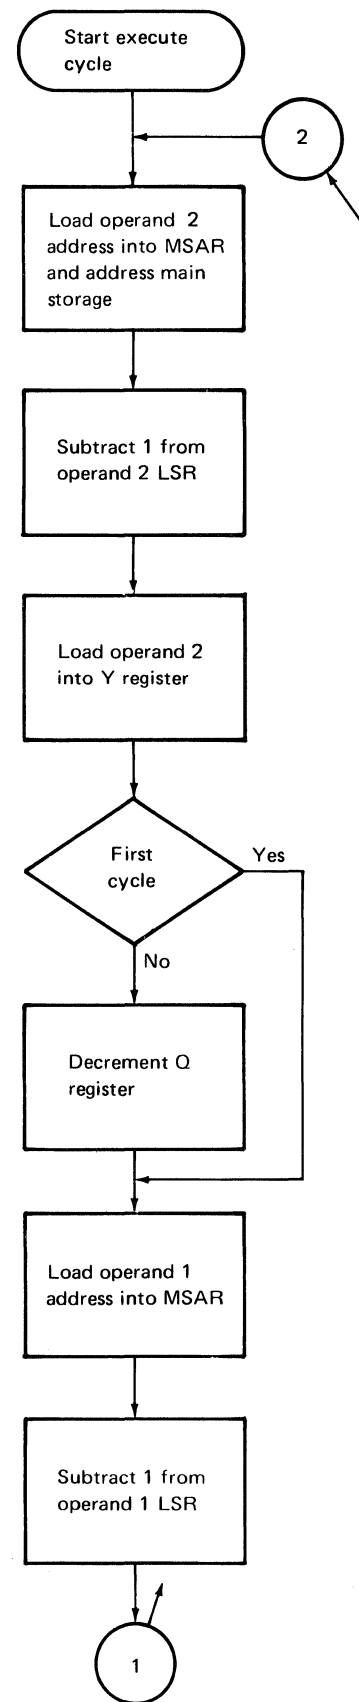 Start execute
cycle
2
Load operand 2
address into MSAR
and address main
storage
Subtract 1 from
operand 2 LSR
Load operand 2
into Y register
First
cycle
Yes
No
Decrement Q
register
Load operand 1
address into MSAR
Subtract 1 from
operand 1 LSR
1